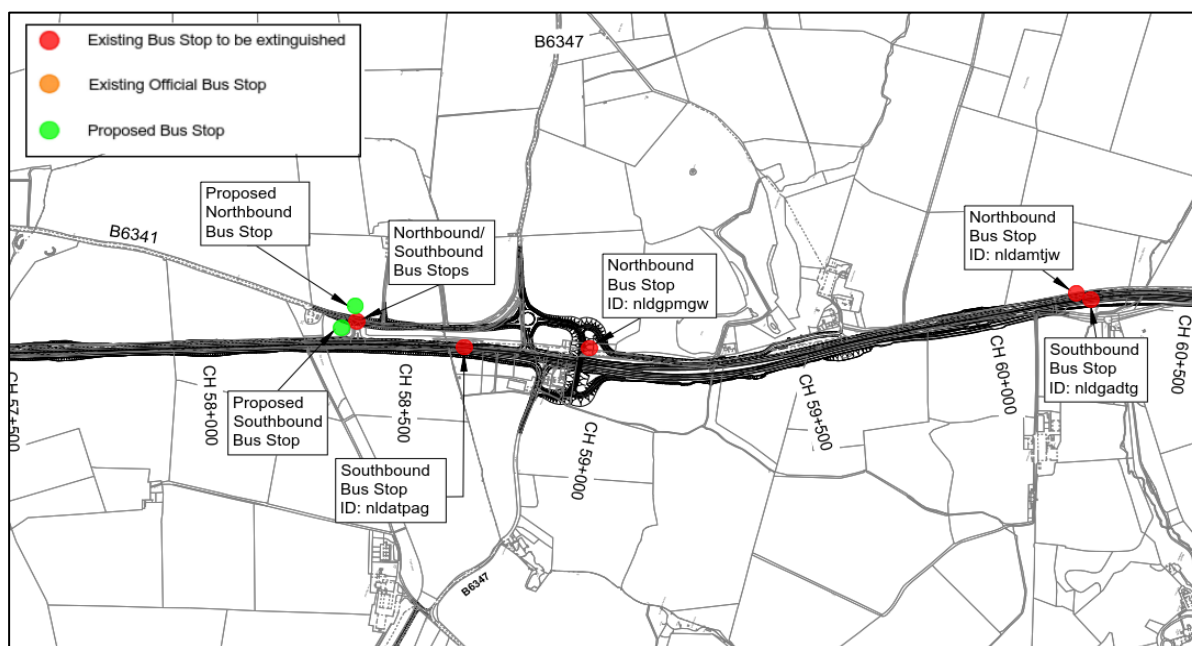 Existing Bus Stop to be extinguished
Existing Official Bus Stop
Proposed Bus Stop
B6347
B6341
Proposed
Northbound
Bus Stop
Northbound/
Southbound
Bus Stops
Northbound
Bus Stop
ID: nldgpmgw
Northbound
Bus Stop
ID: nldamtjw
CH 57+500
CH 58+000
CH 58+500
CH 59+000
CH 59+500
CH 60+000
CH 60+500
Proposed
Southbound
Bus Stop
Southbound
Bus Stop
ID: nldatpag
Southbound
Bus Stop
ID: nldgadtg
B6347